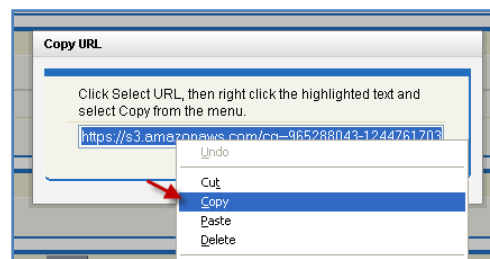 Copy URL
Click Select URL, then right click the highlighted text and
select Copy from the menu.
https://s3.amazonaws.com/cg--965288043-1244761703
Undo
Cut
Copy
Paste
Delete